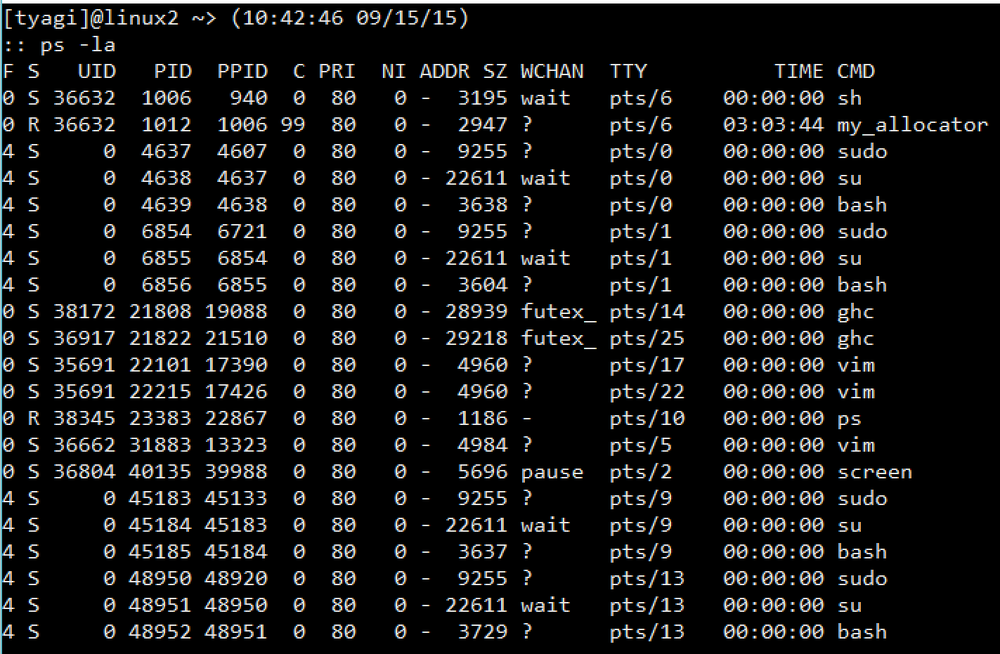 [tyagi]@linux2 ~> (10:42:46 09/15/15)
:: ps -la
F S   UID   PID  PPID  C PRI  NI ADDR SZ WCHAN  TTY          TIME CMD
0 S 36632  1006   940  0  80   0 -  3195 wait   pts/6    00:00:00 sh
0 R 36632  1012  1006 99  80   0 -  2947 ?      pts/6    03:03:44 my_allocator
4 S     0  4637  4607  0  80   0 -  9255 ?      pts/0    00:00:00 sudo
4 S     0  4638  4637  0  80   0 - 22611 wait   pts/0    00:00:00 su
4 S     0  4639  4638  0  80   0 -  3638 ?      pts/0    00:00:00 bash
4 S     0  6854  6721  0  80   0 -  9255 ?      pts/1    00:00:00 sudo
4 S     0  6855  6854  0  80   0 - 22611 wait   pts/1    00:00:00 su
4 S     0  6856  6855  0  80   0 -  3604 ?      pts/1    00:00:00 bash
0 S 38172 21808 19088  0  80   0 - 28939 futex_ pts/14   00:00:00 ghc
0 S 36917 21822 21510  0  80   0 - 29218 futex_ pts/25   00:00:00 ghc
0 S 35691 22101 17390  0  80   0 -  4960 ?      pts/17   00:00:00 vim
0 S 35691 22215 17426  0  80   0 -  4960 ?      pts/22   00:00:00 vim
0 R 38345 23383 22867  0  80   0 -  1186 -      pts/10   00:00:00 ps
0 S 36662 31883 13323  0  80   0 -  4984 ?      pts/5    00:00:00 vim
0 S 36804 40135 39988  0  80   0 -  5696 pause  pts/2    00:00:00 screen
4 S     0 45183 45133  0  80   0 -  9255 ?      pts/9    00:00:00 sudo
4 S     0 45184 45183  0  80   0 - 22611 wait   pts/9    00:00:00 su
4 S     0 45185 45184  0  80   0 -  3637 ?      pts/9    00:00:00 bash
4 S     0 48950 48920  0  80   0 -  9255 ?      pts/13   00:00:00 sudo
4 S     0 48951 48950  0  80   0 - 22611 wait   pts/13   00:00:00 su
4 S     0 48952 48951  0  80   0 -  3729 ?      pts/13   00:00:00 bash